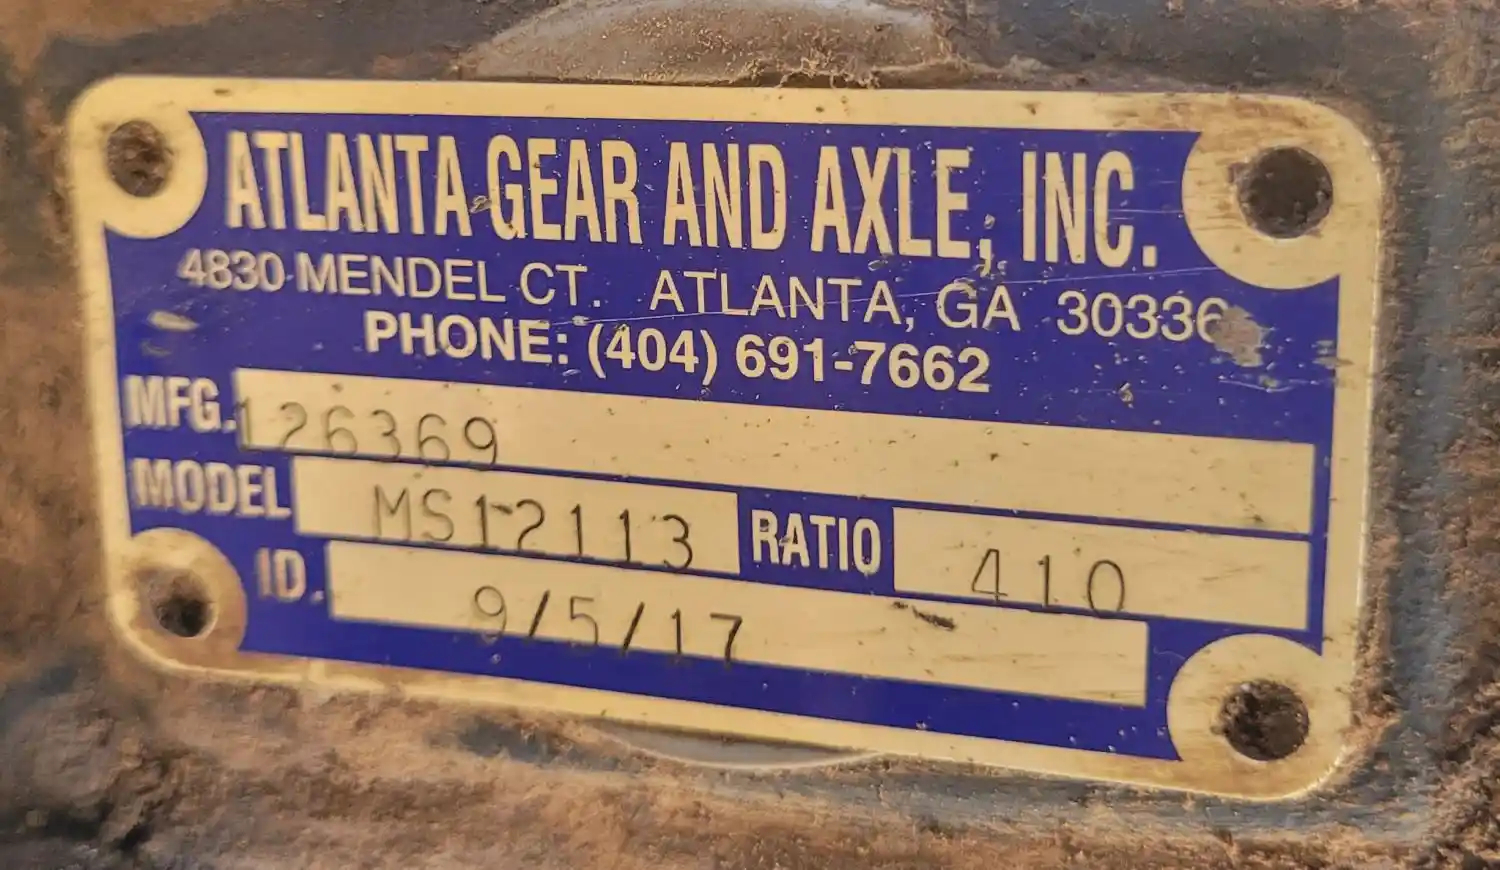 ATLANTA GEAR AND AXLE, INC.
4830 MENDEL CT. ATLANTA, GA 30336
PHONE: (404) 691-7662
MFG. 126369
MODEL MS12113 RATIO 410
ID. 9/5/17